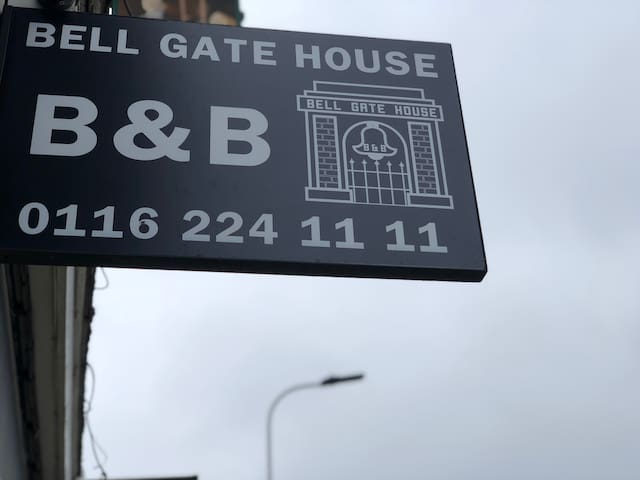 BELL GATE HOUSE
B&B
BELL GATE HOUSE
B&B
0116 224 11 11